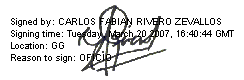 Signed by: CARLOS FABIAN RIVERO ZEVALLOS
Signing time: Tuesday, March 20 2007, 16:40:44 GMT
Location: GG
Reason to sign: OFICIO